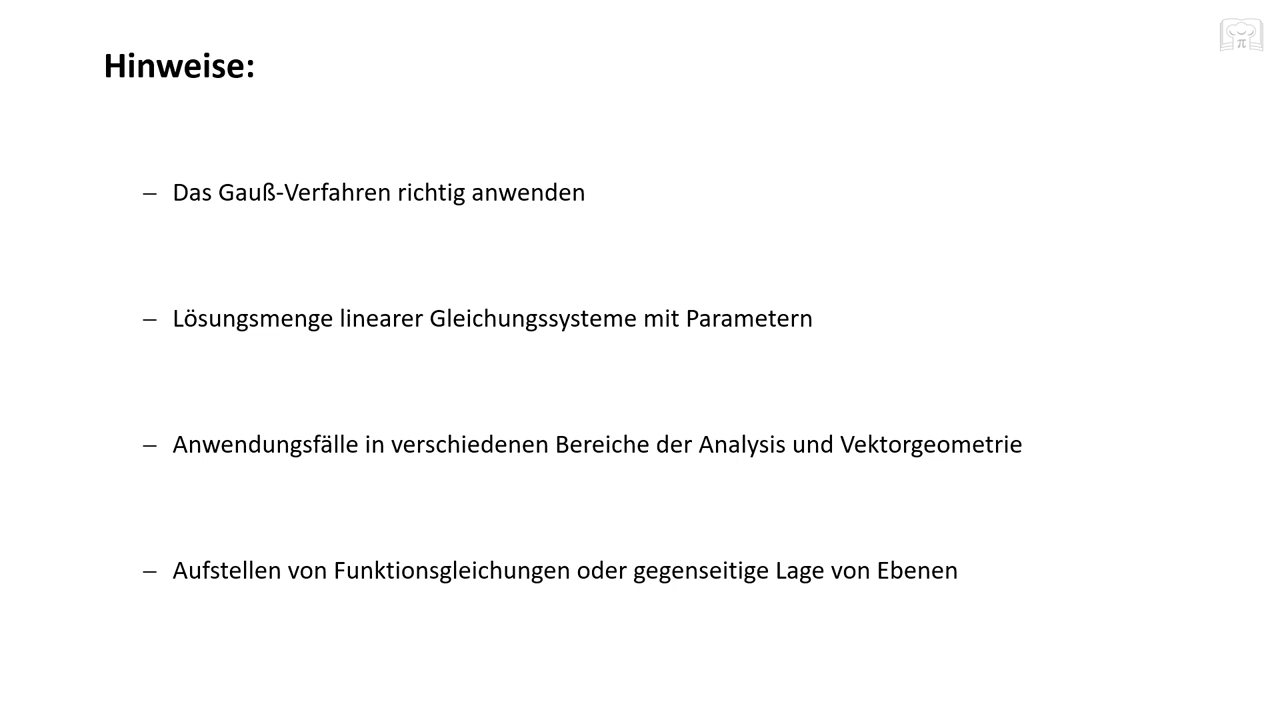 Hinweise:
– Das Gauß-Verfahren richtig anwenden
– Lösungsmenge linearer Gleichungssysteme mit Parametern
– Anwendungsfälle in verschiedenen Bereiche der Analysis und Vektorgeometrie
– Aufstellen von Funktionsgleichungen oder gegenseitige Lage von Ebenen
π